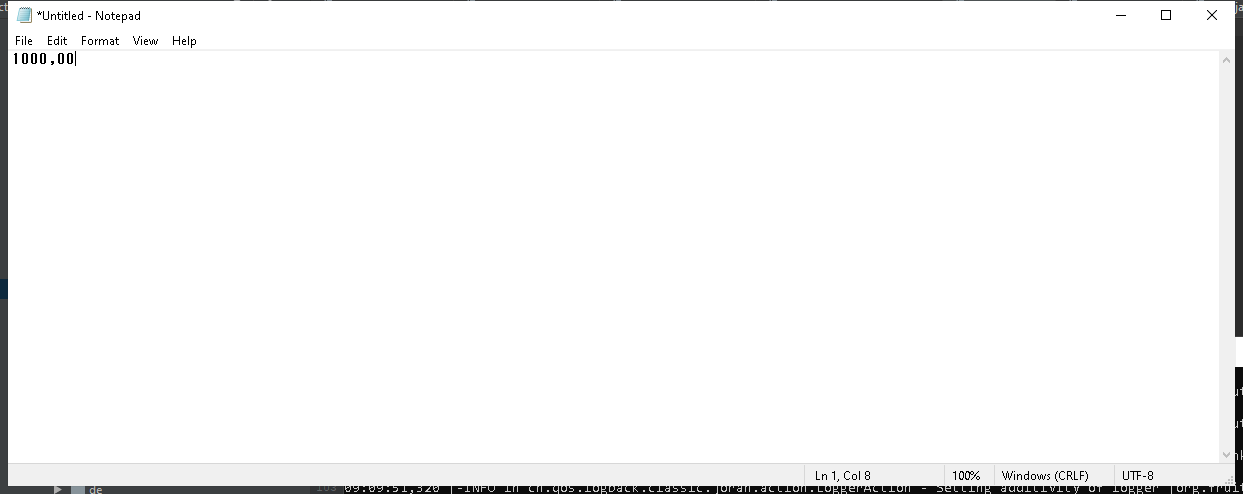 *Untitled - Notepad
File Edit Format View Help
1000,00
Ln 1, Col 8 100% Windows (CRLF) UTF-8
de
09:09:51,320 |-INFO in ch.qos.logback.classic.joran.action.LoggerAction - Setting additivity of logger [org.fruit